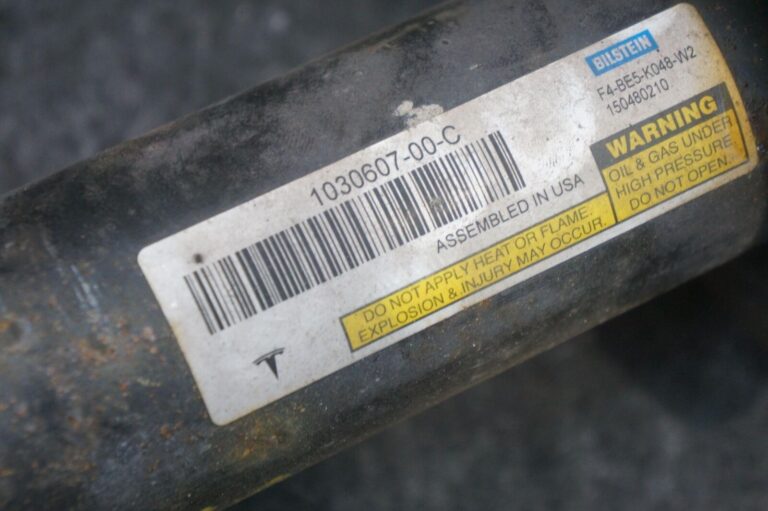 BILSTEIN
F4-BE5-K048-W2
150480210
1030607-00-C
ASSEMBLED IN USA
WARNING
OIL & GAS UNDER
HIGH PRESSURE
DO NOT OPEN.
DO NOT APPLY HEAT OR FLAME.
EXPLOSION & INJURY MAY OCCUR.